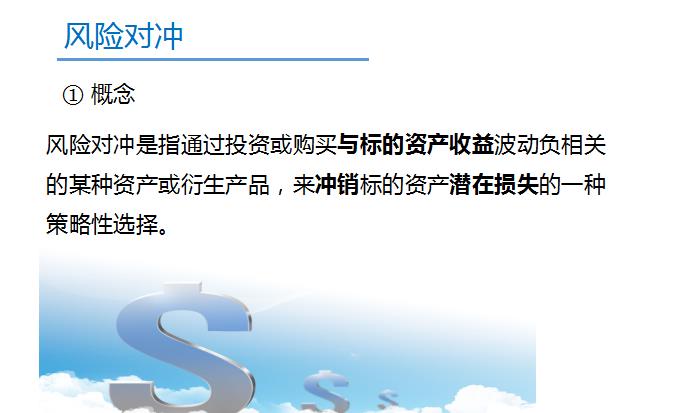 风险对冲
① 概念
风险对冲是指通过投资或购买与标的资产收益波动负相关
的某种资产或衍生产品，来冲销标的资产潜在损失的一种
策略性选择。